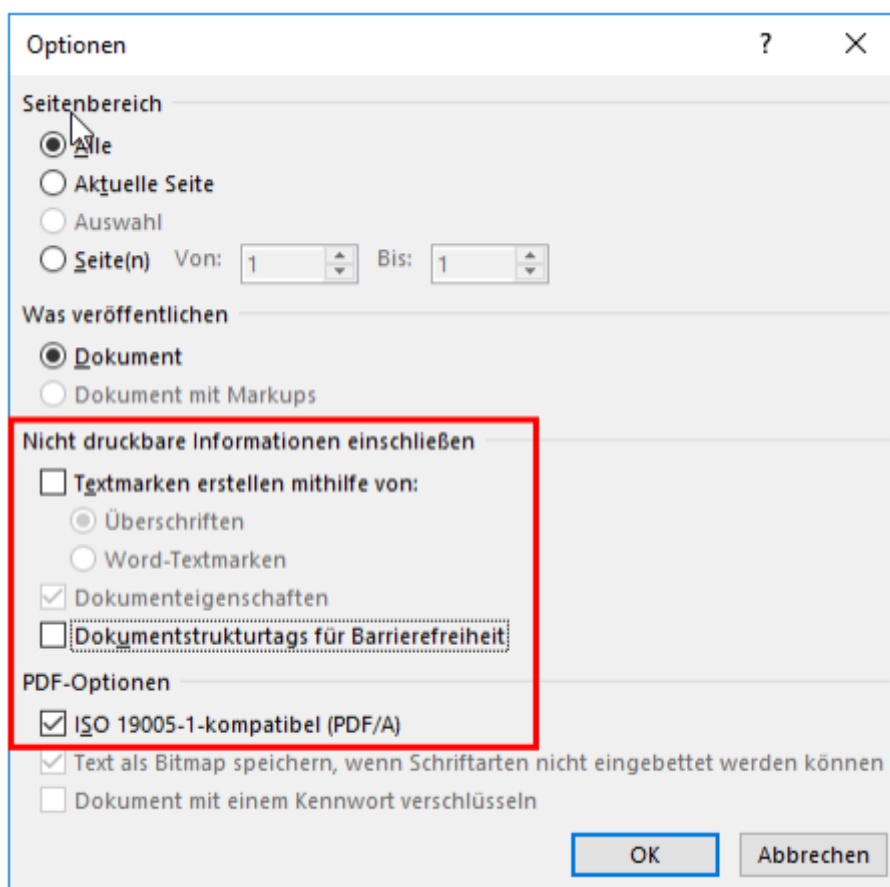 Optionen ?
Seitenbereich
Alle
Aktuelle Seite
Auswahl
Seite(n) Von: 1 Bis: 1
Was veröffentlichen
Dokument
Dokument mit Markups
Nicht druckbare Informationen einschließen
Textmarken erstellen mithilfe von:
Überschriften
Word-Textmarken
Dokumenteigenschaften
Dokumentstrukturtags für Barrierefreiheit
PDF-Optionen
ISO 19005-1-kompatibel (PDF/A)
Text als Bitmap speichern, wenn Schriftarten nicht eingebettet werden können
Dokument mit einem Kennwort verschlüsseln
OK Abbrechen